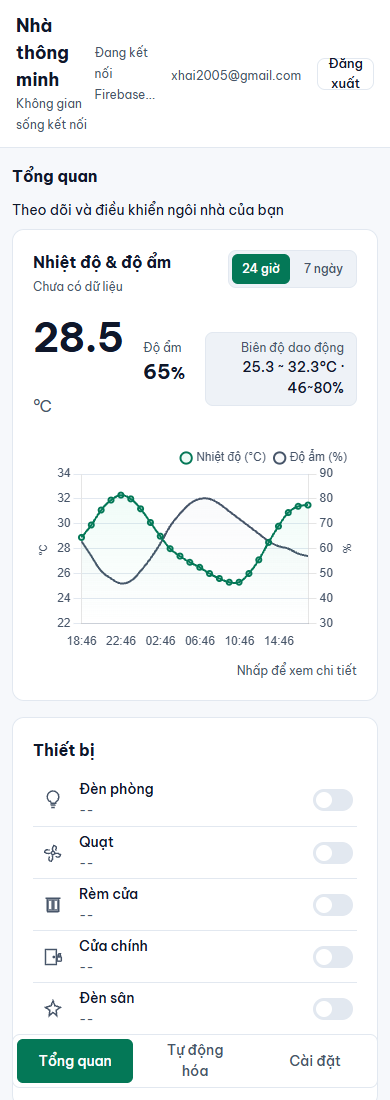 Nhà
thông
minh
Không gian
sống kết nối
Đang kết
nối
Firebase...
xhai2005@gmail.com
Đăng
xuất
Tổng quan
Theo dõi và điều khiển ngôi nhà của bạn
Nhiệt độ & độ ẩm
Chưa có dữ liệu
24 giờ
7 ngày
28.5
°C
Độ ẩm
65%
Biên độ dao động
25.3 ~ 32.3°C ·
46~80%
Nhiệt độ (°C)
Độ ẩm (%)
34
32
30
28
26
24
22
°C
90
80
70
60
50
40
30
%
18:46 22:46 02:46 06:46 10:46 14:46
Nhấp để xem chi tiết
Thiết bị
Đèn phòng
--
Quạt
--
Rèm cửa
--
Cửa chính
--
Đèn sân
--
Tổng quan
Tự động
hóa
Cài đặt